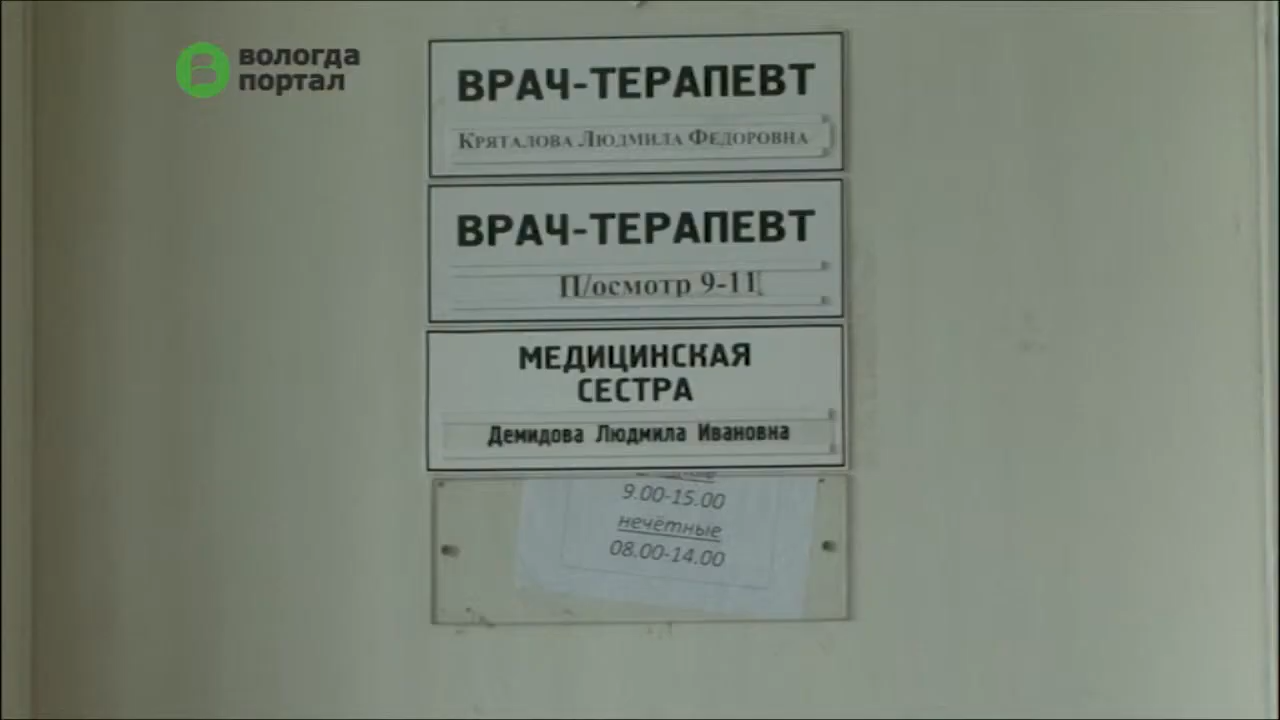 вологда
портал
ВРАЧ-ТЕРАПЕВТ
КРЯТАЛОВА ЛЮДМИЛА ФЕДОРОВНА
ВРАЧ-ТЕРАПЕВТ
П/осмотр 9-11
МЕДИЦИНСКАЯ
СЕСТРА
Демидова Людмила Ивановна
9.00-15.00
нечётные
08.00-14.00